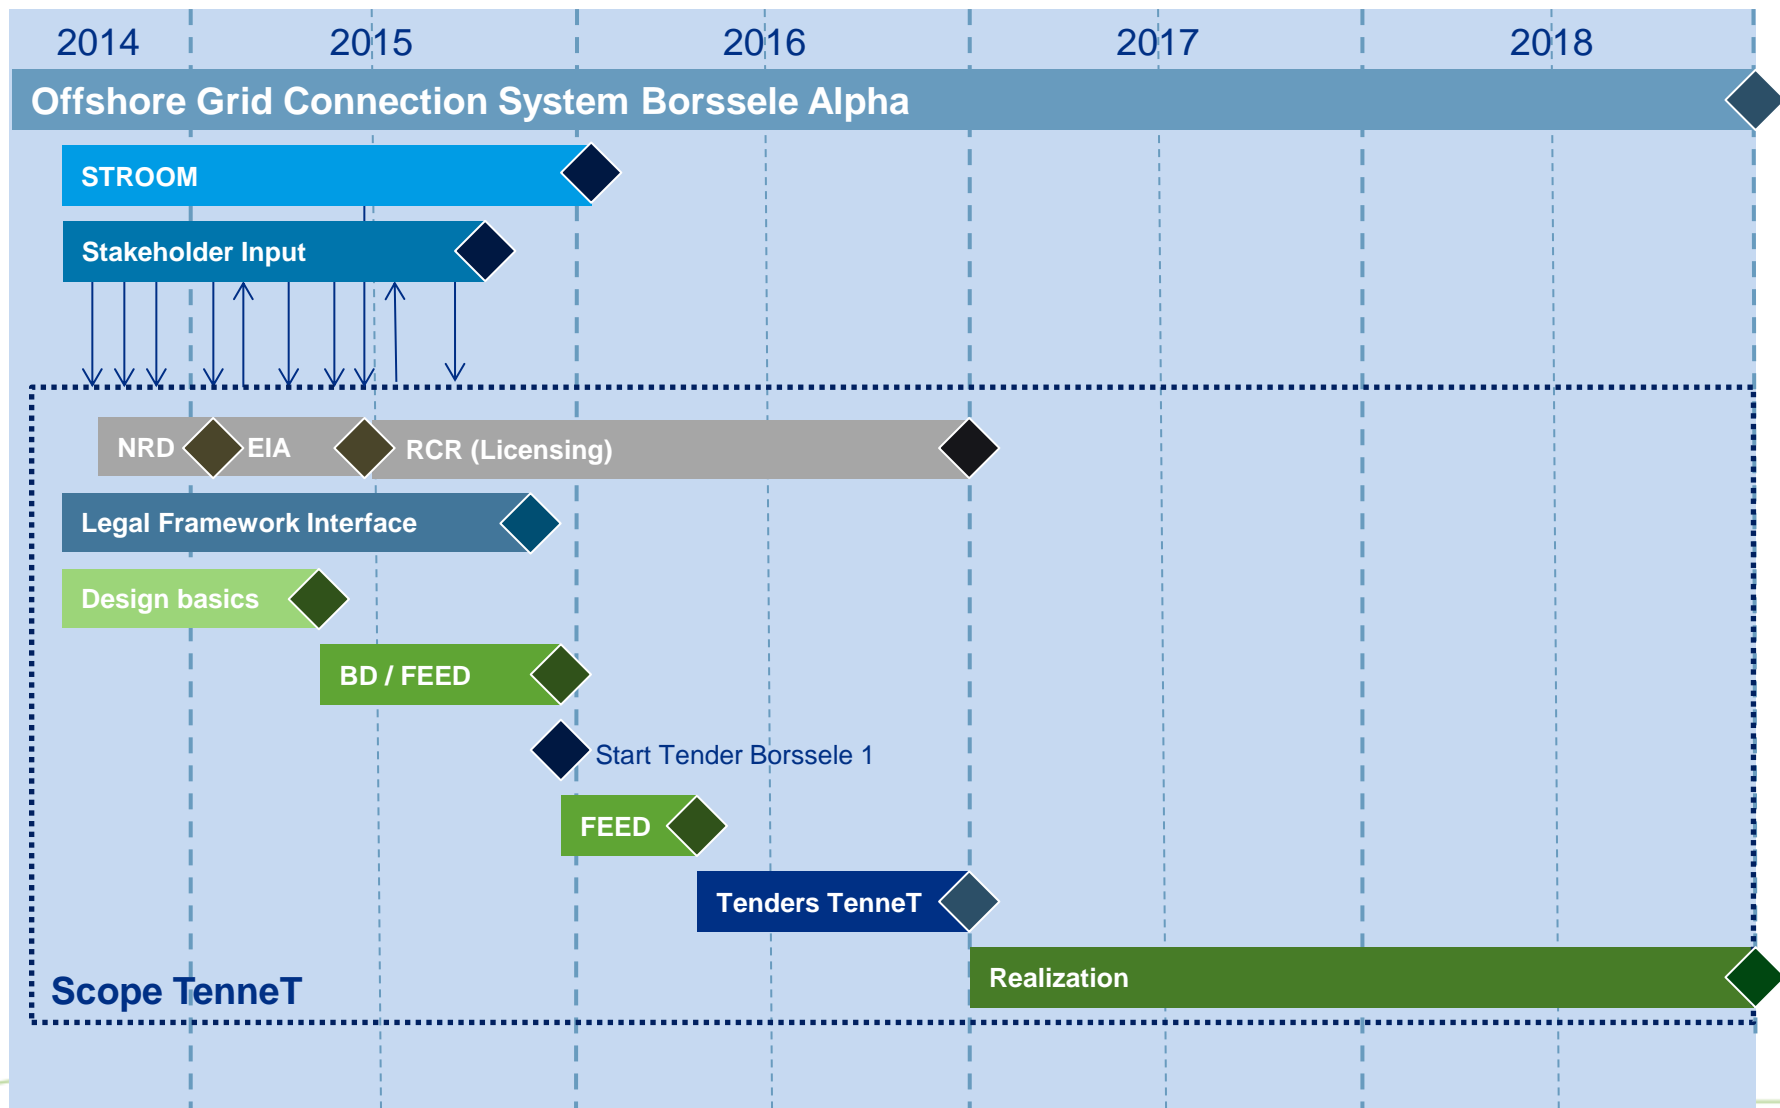 2014
2015
2016
2017
2018
Offshore Grid Connection System Borssele Alpha
STROOM
Stakeholder Input
NRD
EIA
RCR (Licensing)
Legal Framework Interface
Design basics
BD / FEED
Start Tender Borssele 1
FEED
Tenders TenneT
Realization
Scope TenneT